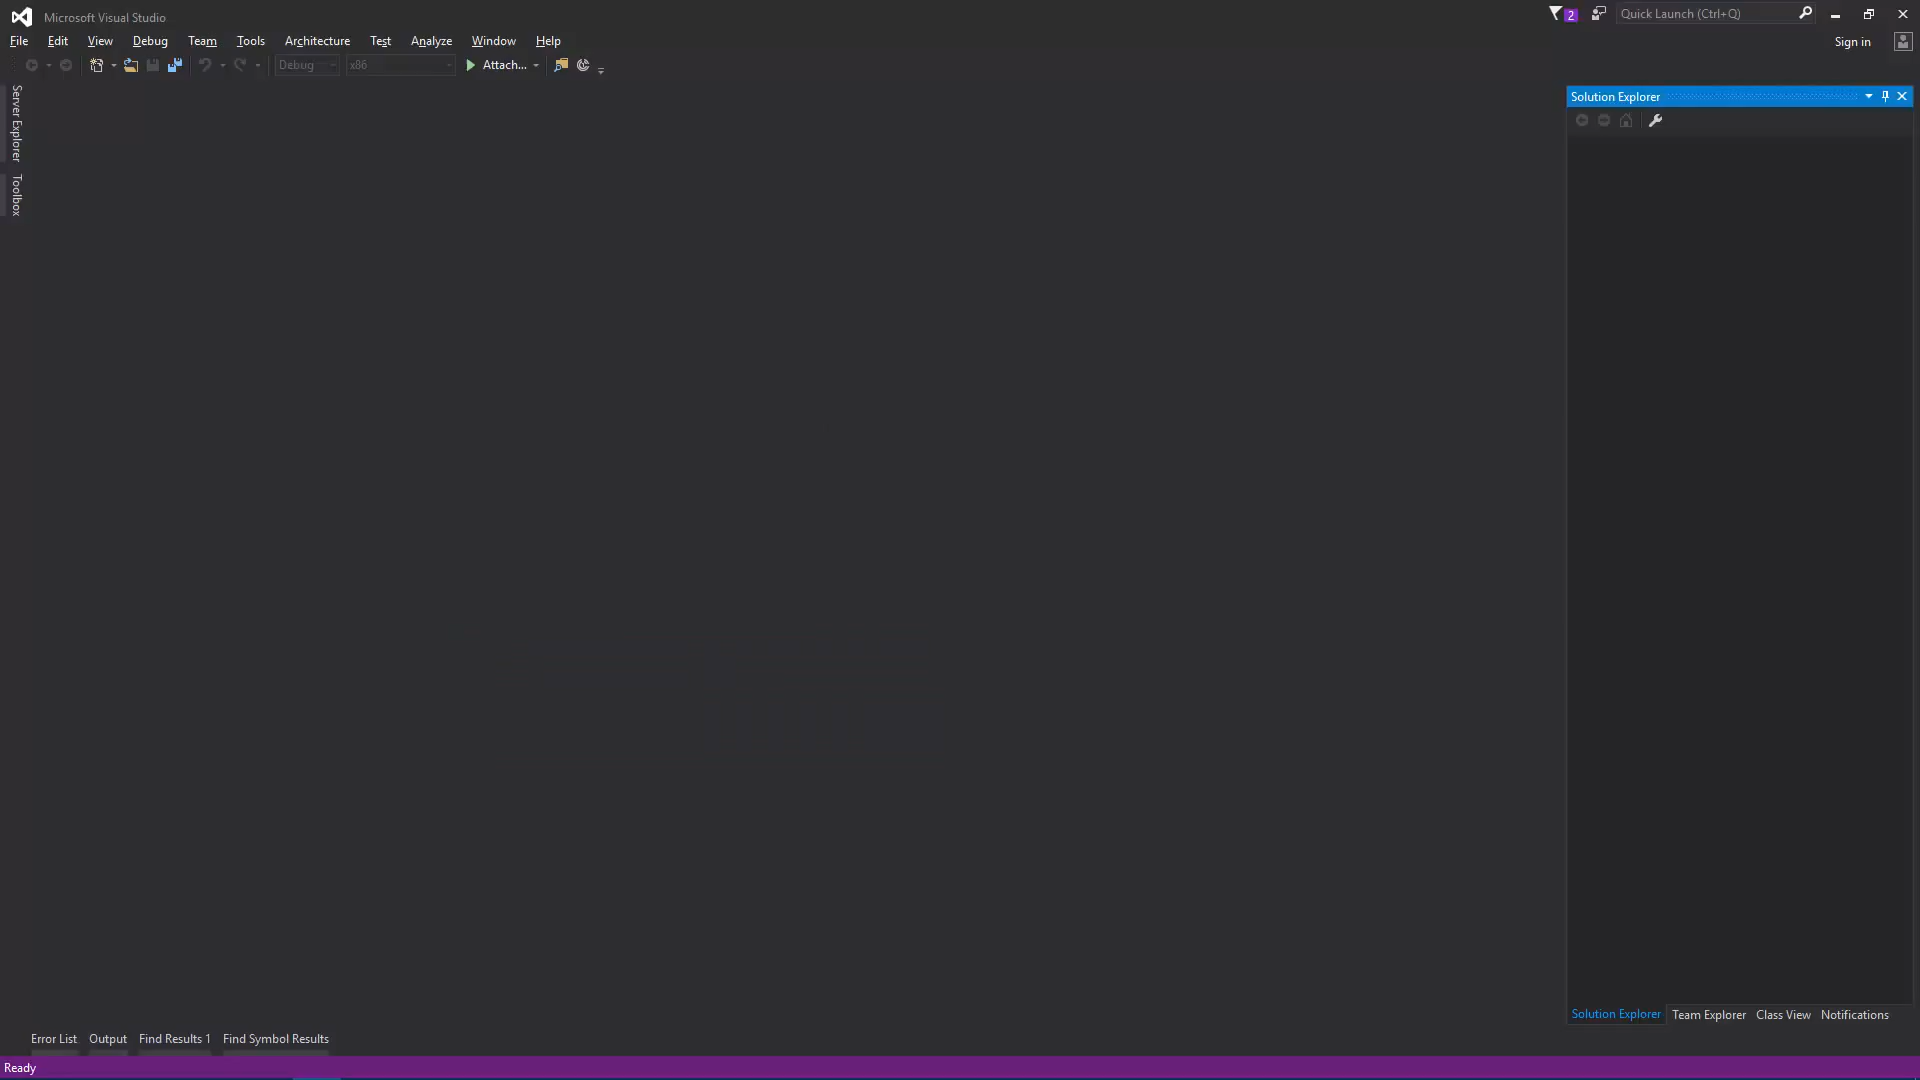 Microsoft Visual Studio
2
Quick Launch (Ctrl+Q)
File Edit View Debug Team Tools Architecture Test Analyze Window Help
Sign in
Debug x86 Attach...
Server Explorer
Toolbox
Solution Explorer
Solution Explorer Team Explorer Class View Notifications
Error List Output Find Results 1 Find Symbol Results
Ready